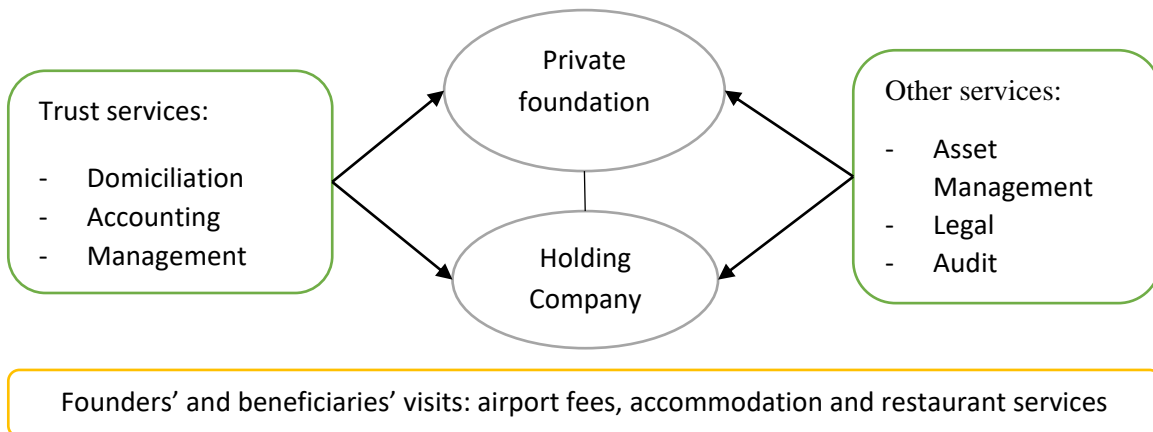 Trust services:
- Domiciliation
- Accounting
- Management
Private
foundation
Holding
Company
Other services:
- Asset
Management
- Legal
- Audit
Founders’ and beneficiaries’ visits: airport fees, accommodation and restaurant services